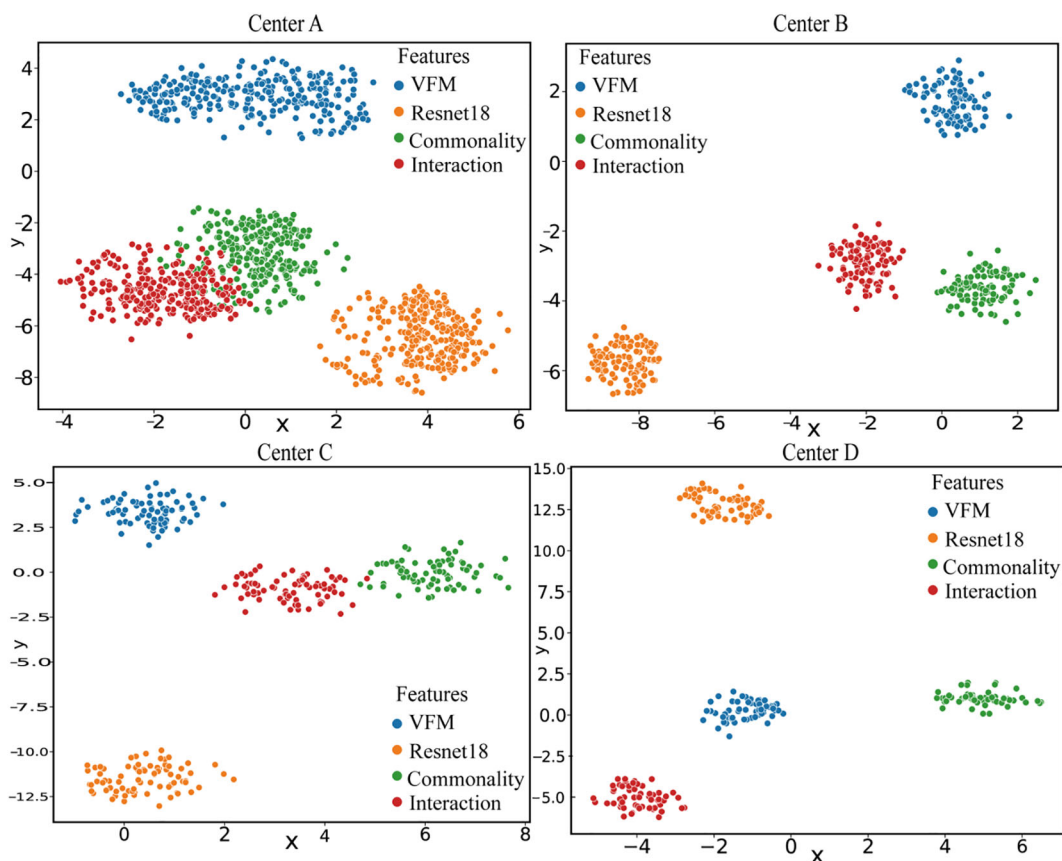 Center A
Features
VFM
Resnet18
Commonality
Interaction
4
2
0
−2
−4
−6
−8
y
−4 −2 0 2 4 6
x
Center B
Features
VFM
Resnet18
Commonality
Interaction
2
0
−2
−4
−6
y
−8 −6 −4 −2 0 2
x
Center C
5.0
2.5
0.0
−2.5
−5.0
−7.5
−10.0
−12.5
y
Features
VFM
Resnet18
Commonality
Interaction
0 2 4 6 8
x
Center D
15.0
12.5
10.0
7.5
5.0
2.5
0.0
−2.5
−5.0
y
Features
VFM
Resnet18
Commonality
Interaction
−4 −2 0 2 4 6
x